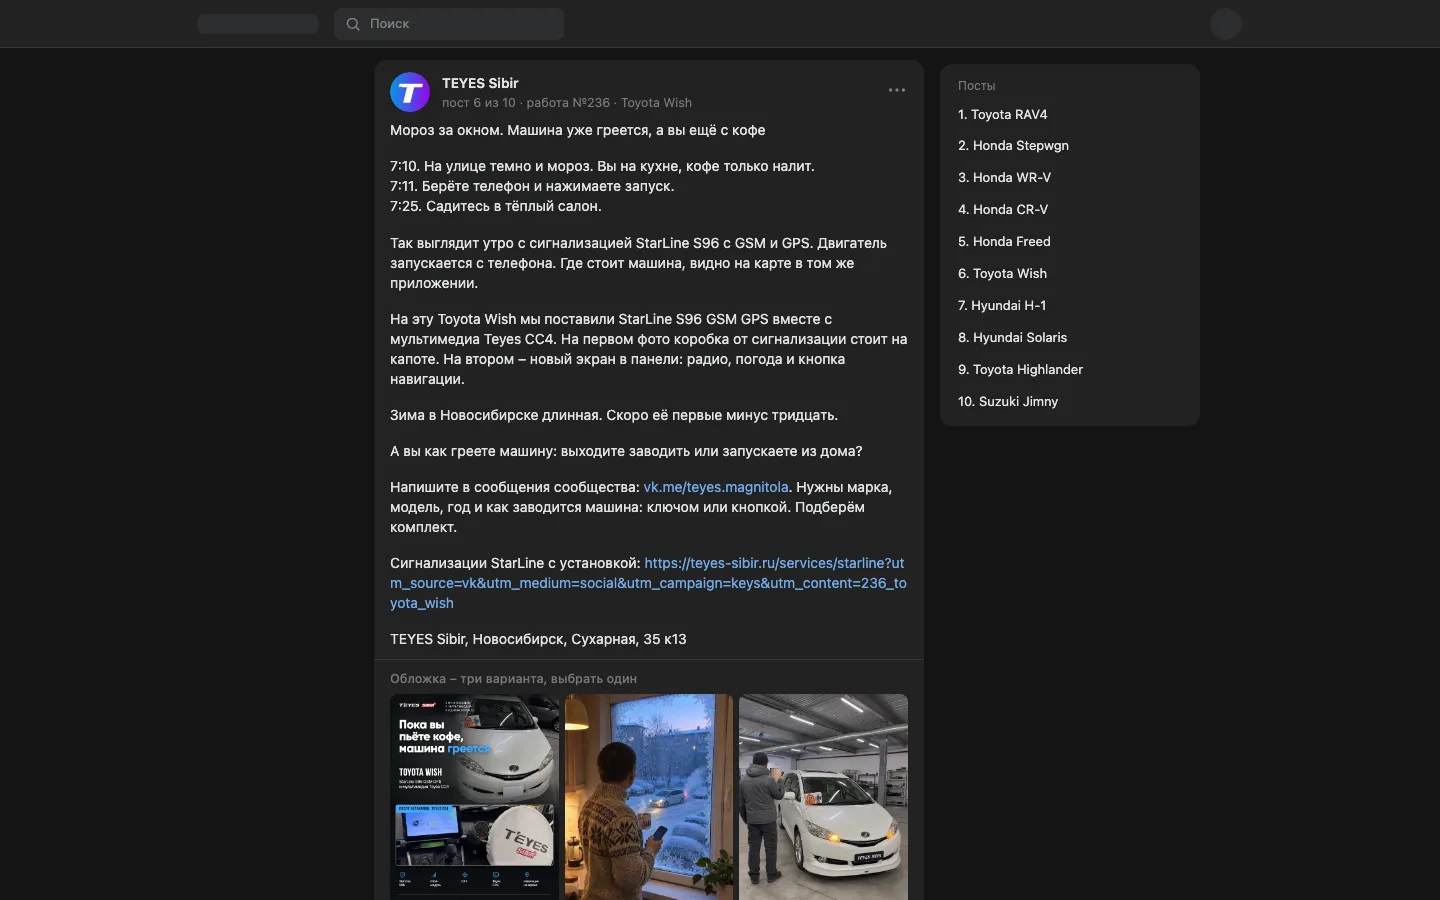 Поиск
TEYES Sibir
пост 6 из 10 · работа №236 · Toyota Wish
Мороз за окном. Машина уже греется, а вы ещё с кофе
7:10. На улице темно и мороз. Вы на кухне, кофе только налит.
7:11. Берёте телефон и нажимаете запуск.
7:25. Садитесь в тёплый салон.
Так выглядит утро с сигнализацией StarLine S96 с GSM и GPS. Двигатель
запускается с телефона. Где стоит машина, видно на карте в том же
приложении.
На эту Toyota Wish мы поставили StarLine S96 GSM GPS вместе с
мультимедиа Teyes CC4. На первом фото коробка от сигнализации стоит на
капоте. На втором – новый экран в панели: радио, погода и кнопка
навигации.
Зима в Новосибирске длинная. Скоро её первые минус тридцать.
А вы как греете машину: выходите заводить или запускаете из дома?
Напишите в сообщения сообщества: vk.me/teyes.magnitola. Нужны марка,
модель, год и как заводится машина: ключом или кнопкой. Подберём
комплект.
Сигнализации StarLine с установкой: https://teyes-sibir.ru/services/starline?ut
m_source=vk&utm_medium=social&utm_campaign=keys&utm_content=236_to
yota_wish
TEYES Sibir, Новосибирск, Сухарная, 35 к13
Обложка – три варианта, выбрать один
TEYES
Пока вы
пьёте кофе,
машина греется
TOYOTA WISH
TEYES
Посты
1. Toyota RAV4
2. Honda Stepwgn
3. Honda WR-V
4. Honda CR-V
5. Honda Freed
6. Toyota Wish
7. Hyundai H-1
8. Hyundai Solaris
9. Toyota Highlander
10. Suzuki Jimny